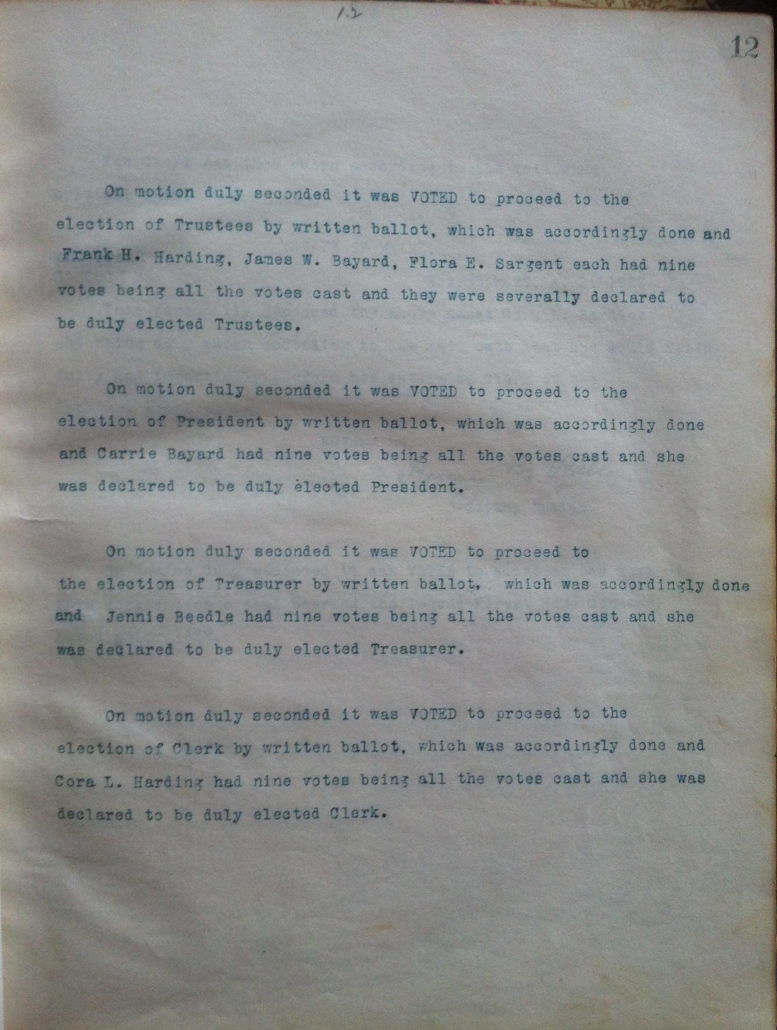 12
12
On motion duly seconded it was VOTED to proceed to the
election of Trustees by written ballot, which was accordingly done and
Frank H. Harding, James W. Bayard, Flora E. Sargent each had nine
votes being all the votes cast and they were severally declared to
be duly elected Trustees.
On motion duly seconded it was VOTED to proceed to the
election of President by written ballot, which was accordingly done
and Carrie Bayard had nine votes being all the votes cast and she
was declared to be duly elected President.
On motion duly seconded it was VOTED to proceed to
the election of Treasurer by written ballot, which was accordingly done
and Jennie Beedle had nine votes being all the votes cast and she
was declared to be duly elected Treasurer.
On motion duly seconded it was VOTED to proceed to the
election of Clerk by written ballot, which was accordingly done and
Cora L. Harding had nine votes being all the votes cast and she was
declared to be duly elected Clerk.